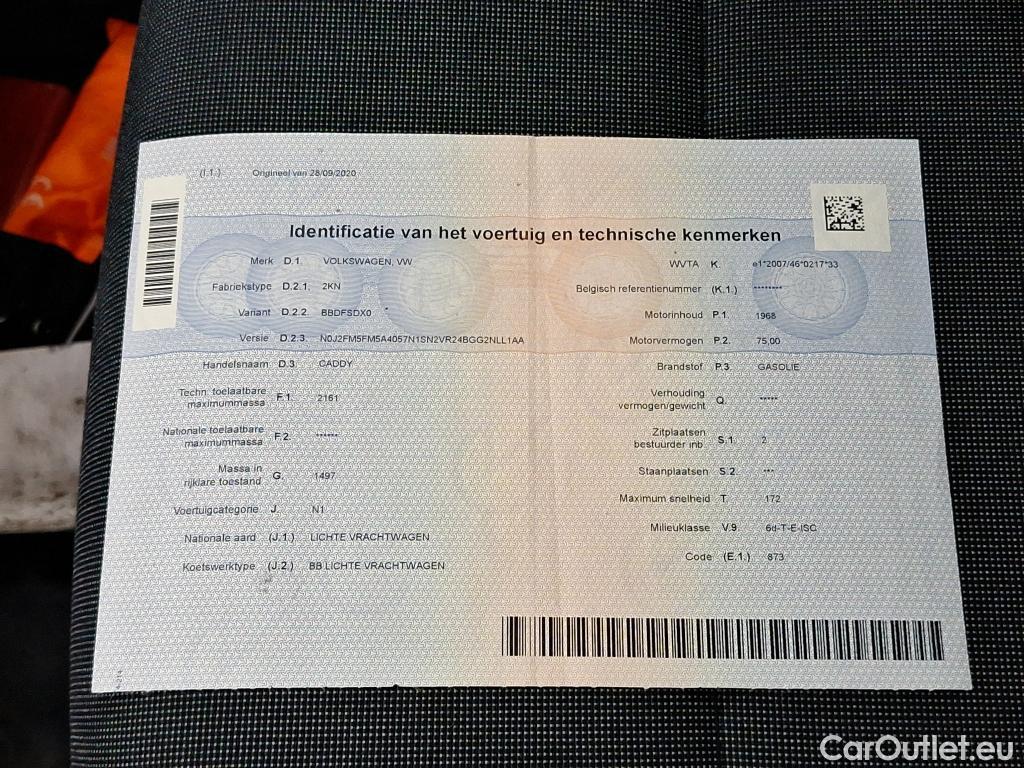 (I.1.) Origineel van 28/09/2020
Identificatie van het voertuig en technische kenmerken
Merk D.1. VOLKSWAGEN, VW
Fabriekstype D.2.1. 2KN
Variant D.2.2. BBDFSDX0
Versie D.2.3. N0J2FM5FM5A4057N1SN2VR24BGG2NLL1AA
Handelsnaam D.3. CADDY
Techn. toelaatbare
maximummassa F.1. 2161
Nationale toelaatbare
maximummassa F.2. ******
Massa in
rijklare toestand G. 1497
Voertuigcategorie J. N1
Nationale aard (J.1.) LICHTE VRACHTWAGEN
Koetswerktype (J.2.) BB LICHTE VRACHTWAGEN
WVTA K. e1*2007/46*0217*33
Belgisch referentienummer (K.1.) ********
Motorinhoud P.1. 1968
Motorvermogen P.2. 75,00
Brandstof P.3. GASOLIE
Verhouding
vermogen/gewicht Q. *****
Zitplaatsen
bestuurder inb. S.1. 2
Staanplaatsen S.2. ***
Maximum snelheid T. 172
Milieuklasse V.9. 6d-T-E-ISC
Code (E.1.) 873
CarOutlet.eu